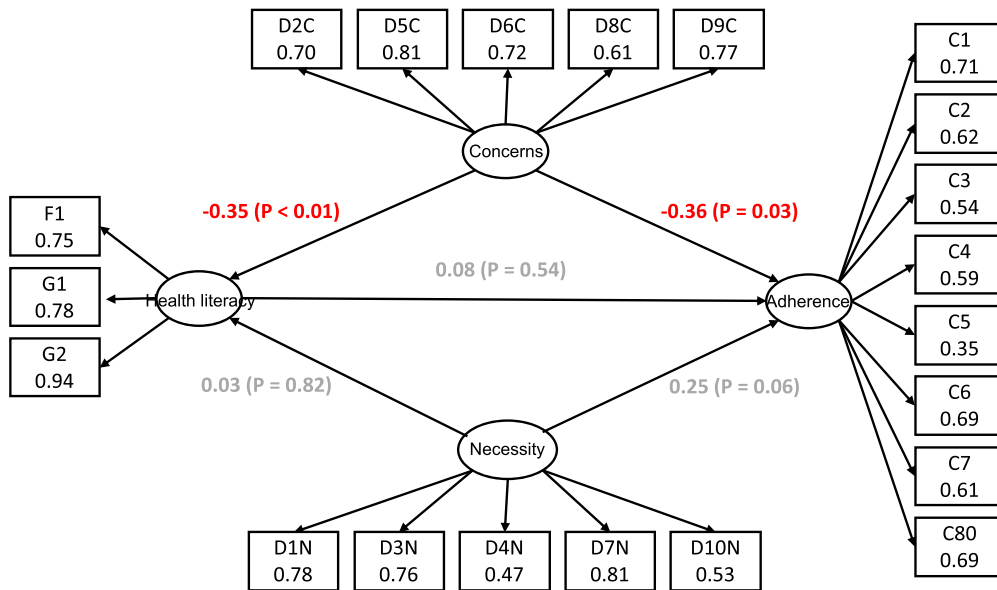 D2C
0.70
D5C
0.81
D6C
0.72
D8C
0.61
D9C
0.77
Concerns
-0.35 (P < 0.01)
-0.36 (P = 0.03)
F1
0.75
G1
0.78
G2
0.94
Health literacy
0.08 (P = 0.54)
Adherence
0.03 (P = 0.82)
0.25 (P = 0.06)
Necessity
D1N
0.78
D3N
0.76
D4N
0.47
D7N
0.81
D10N
0.53
C1
0.71
C2
0.62
C3
0.54
C4
0.59
C5
0.35
C6
0.69
C7
0.61
C80
0.69